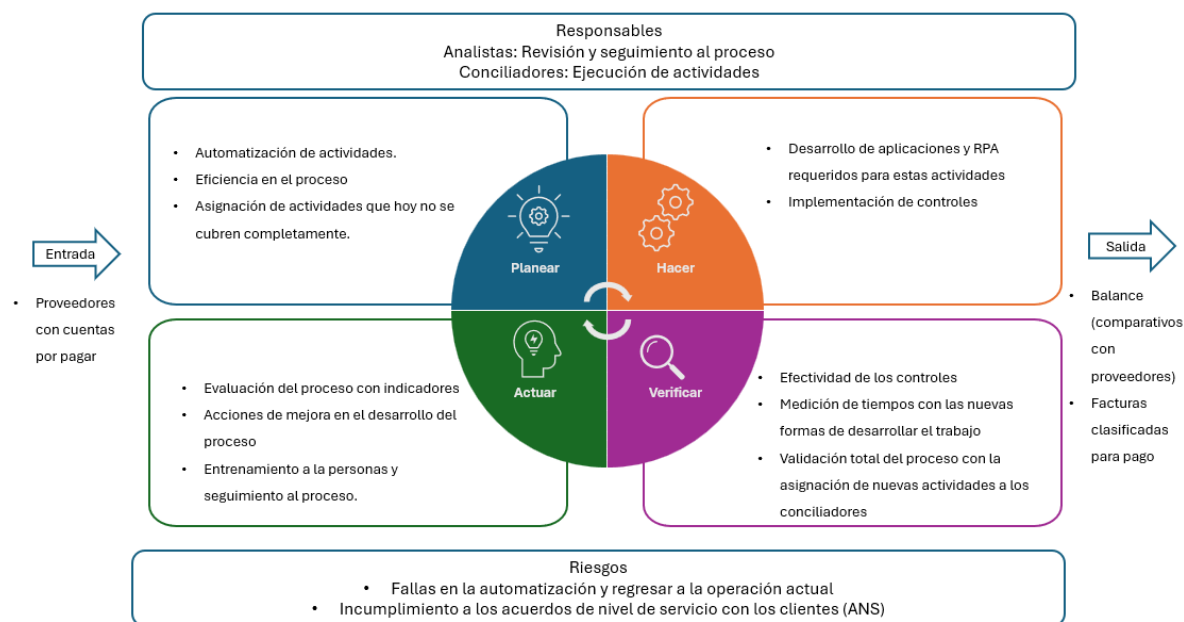 Responsables
Analistas: Revisión y seguimiento al proceso
Conciliadores: Ejecución de actividades
Entrada
• Proveedores
con cuentas
por pagar
• Automatización de actividades.
• Eficiencia en el proceso
• Asignación de actividades que hoy no se
cubren completamente.
Planear
Hacer
• Desarrollo de aplicaciones y RPA
requeridos para estas actividades
• Implementación de controles
• Evaluación del proceso con indicadores
• Acciones de mejora en el desarrollo del
proceso
• Entrenamiento a la personas y
seguimiento al proceso.
Actuar
Verificar
• Efectividad de los controles
• Medición de tiempos con las nuevas
formas de desarrollar el trabajo
• Validación total del proceso con la
asignación de nuevas actividades a los
conciliadores
Salida
• Balance
(comparativos
con
proveedores)
• Facturas
clasificadas
para pago
Riesgos
• Fallas en la automatización y regresar a la operación actual
• Incumplimiento a los acuerdos de nivel de servicio con los clientes (ANS)